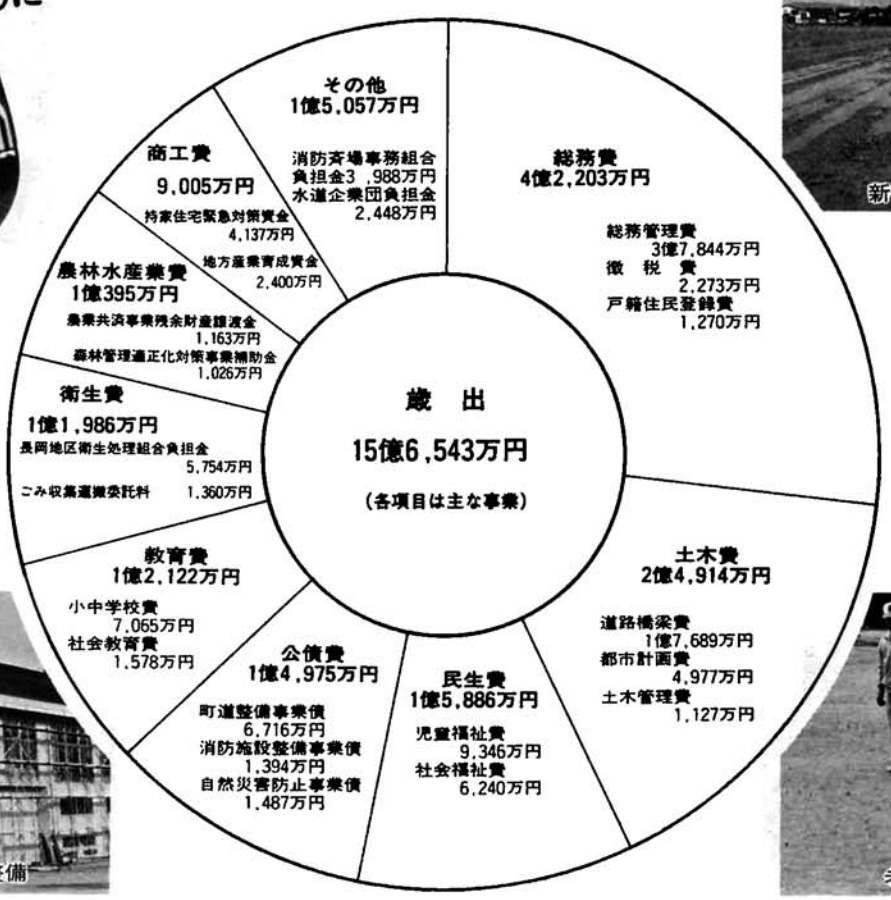 歳 出
15億6,543万円
(各項目は主な事業)
総務費
4億2,203万円
総務管理費
3億7,844万円
徴 税 費
2,273万円
戸籍住民登録費
1,270万円
土木費
2億4,914万円
道路橋梁費
1億7,689万円
都市計画費
4,977万円
土木管理費
1,127万円
民生費
1億5,886万円
児童福祉費
9,346万円
社会福祉費
6,240万円
公債費
1億4,975万円
町道整備事業債
6,716万円
消防施設整備事業債
1,394万円
自然災害防止事業債
1,487万円
教育費
1億2,122万円
小中学校費
7,065万円
社会教育費
1,578万円
衛生費
1億1,986万円
長岡地区衛生処理組合負担金
5,754万円
ごみ収集運搬委託料 1,360万円
農林水産業費
1億395万円
農業共済事業残余財産譲渡金
1,163万円
森林管理適正化対策事業補助金
1,026万円
商工費
9,005万円
持家住宅緊急対策資金
4,137万円
地方産業育成資金
2,400万円
その他
1億5,057万円
消防斉場事務組合
負担金3,988万円
水道企業団負担金
2,448万円
新
整備